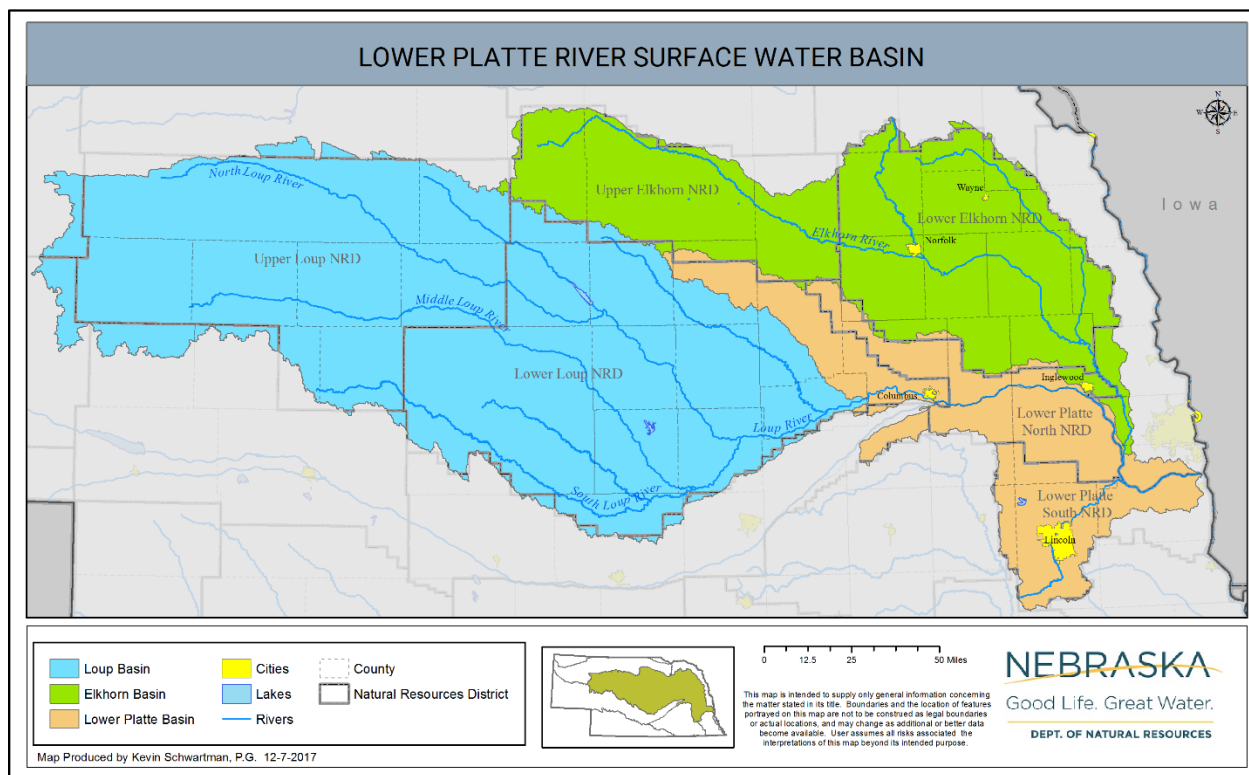 LOWER PLATTE RIVER SURFACE WATER BASIN
N
W E
S
North Loup River
Upper Elkhorn NRD
Wayne
Lower Elkhorn NRD
Iowa
Elkhorn River
Norfolk
Upper Loup NRD
Middle Loup River
Lower Loup NRD
Inglewood
Columbus
Loup River
Lower Platte
North NRD
South Loup River
Lower Platte
South NRD
Lincoln
Loup Basin
Elkhorn Basin
Lower Platte Basin
Cities
Lakes
Rivers
County
Natural Resources District
Map Produced by Kevin Schwartman, P.G. 12-7-2017
0 12.5 25 50 Miles
This map is intended to supply only general information concerning
the matter stated in its title. Boundaries and the location of features
portrayed on this map are not to be construed as legal boundaries
or actual locations, and may change as additional or better data
become available. User assumes all risks associated the
interpretations of this map beyond its intended purpose.
NEBRASKA
Good Life. Great Water.
DEPT. OF NATURAL RESOURCES